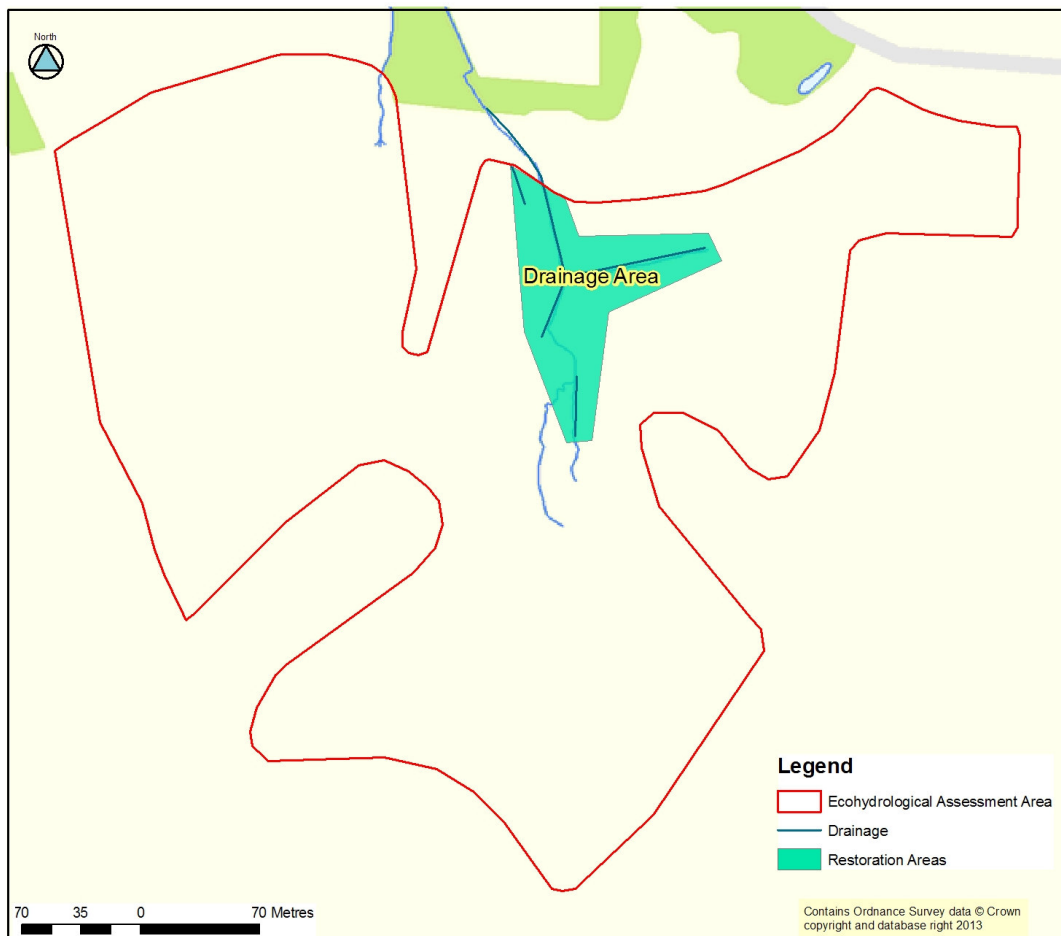 North
Drainage Area
Legend
Ecohydrological Assessment Area
Drainage
Restoration Areas
70 35 0 70 Metres
Contains Ordnance Survey data © Crown
copyright and database right 2013